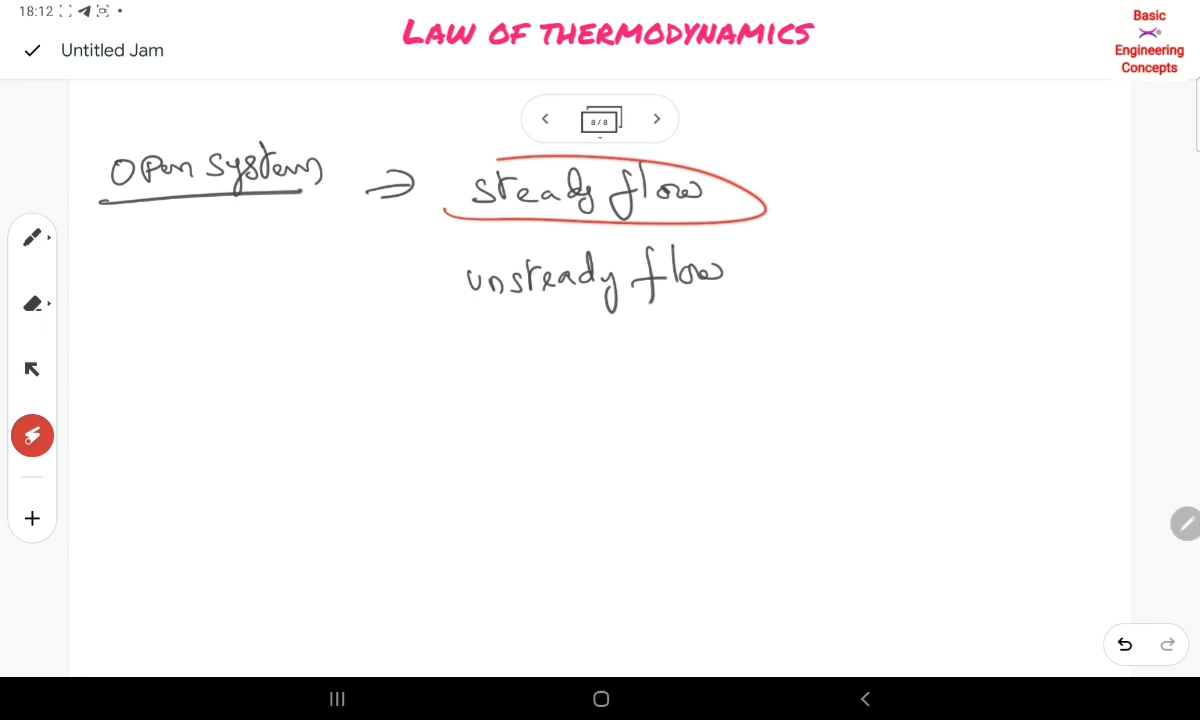 18:12
LAW OF THERMODYNAMICS
Basic
Engineering
Concepts
Untitled Jam
8 / 8
open system ⇒ steady flow
unsteady flow